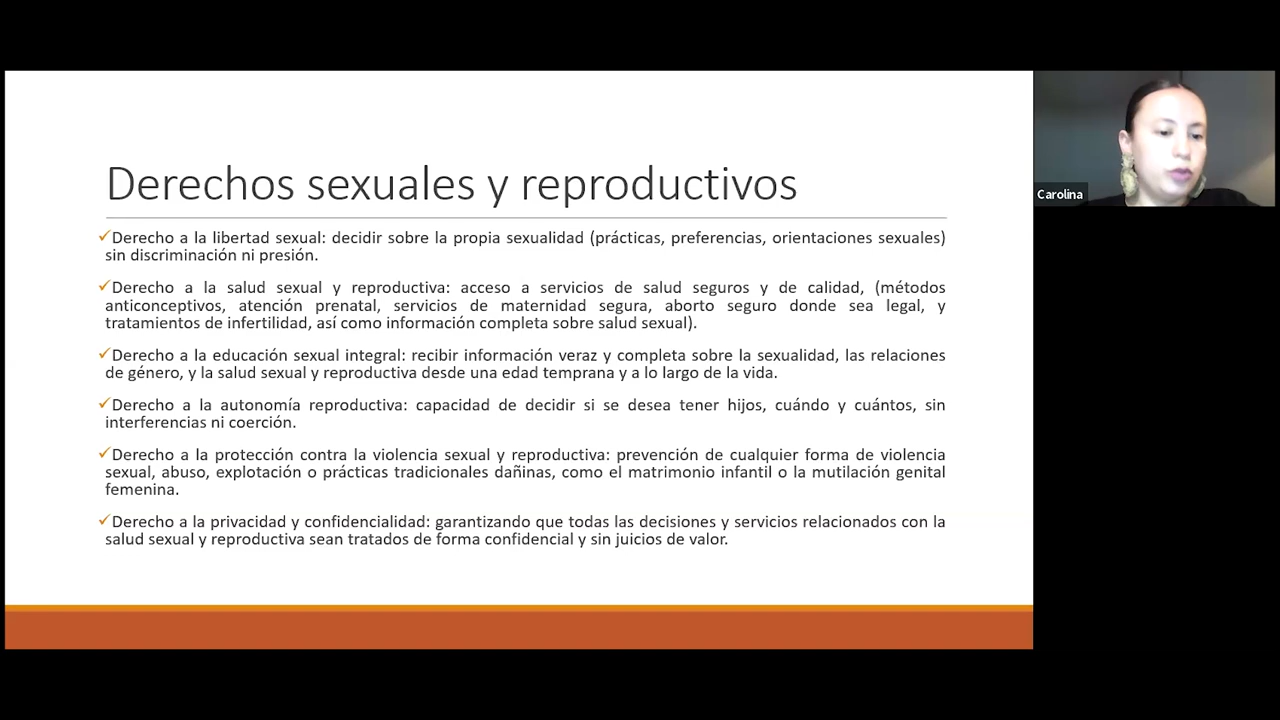 Derechos sexuales y reproductivos
✓Derecho a la libertad sexual: decidir sobre la propia sexualidad (prácticas, preferencias, orientaciones sexuales)
sin discriminación ni presión.
✓Derecho a la salud sexual y reproductiva: acceso a servicios de salud seguros y de calidad, (métodos
anticonceptivos, atención prenatal, servicios de maternidad segura, aborto seguro donde sea legal, y
tratamientos de infertilidad, así como información completa sobre salud sexual).
✓Derecho a la educación sexual integral: recibir información veraz y completa sobre la sexualidad, las relaciones
de género, y la salud sexual y reproductiva desde una edad temprana y a lo largo de la vida.
✓Derecho a la autonomía reproductiva: capacidad de decidir si se desea tener hijos, cuándo y cuántos, sin
interferencias ni coerción.
✓Derecho a la protección contra la violencia sexual y reproductiva: prevención de cualquier forma de violencia
sexual, abuso, explotación o prácticas tradicionales dañinas, como el matrimonio infantil o la mutilación genital
femenina.
✓Derecho a la privacidad y confidencialidad: garantizando que todas las decisiones y servicios relacionados con la
salud sexual y reproductiva sean tratados de forma confidencial y sin juicios de valor.
Carolina